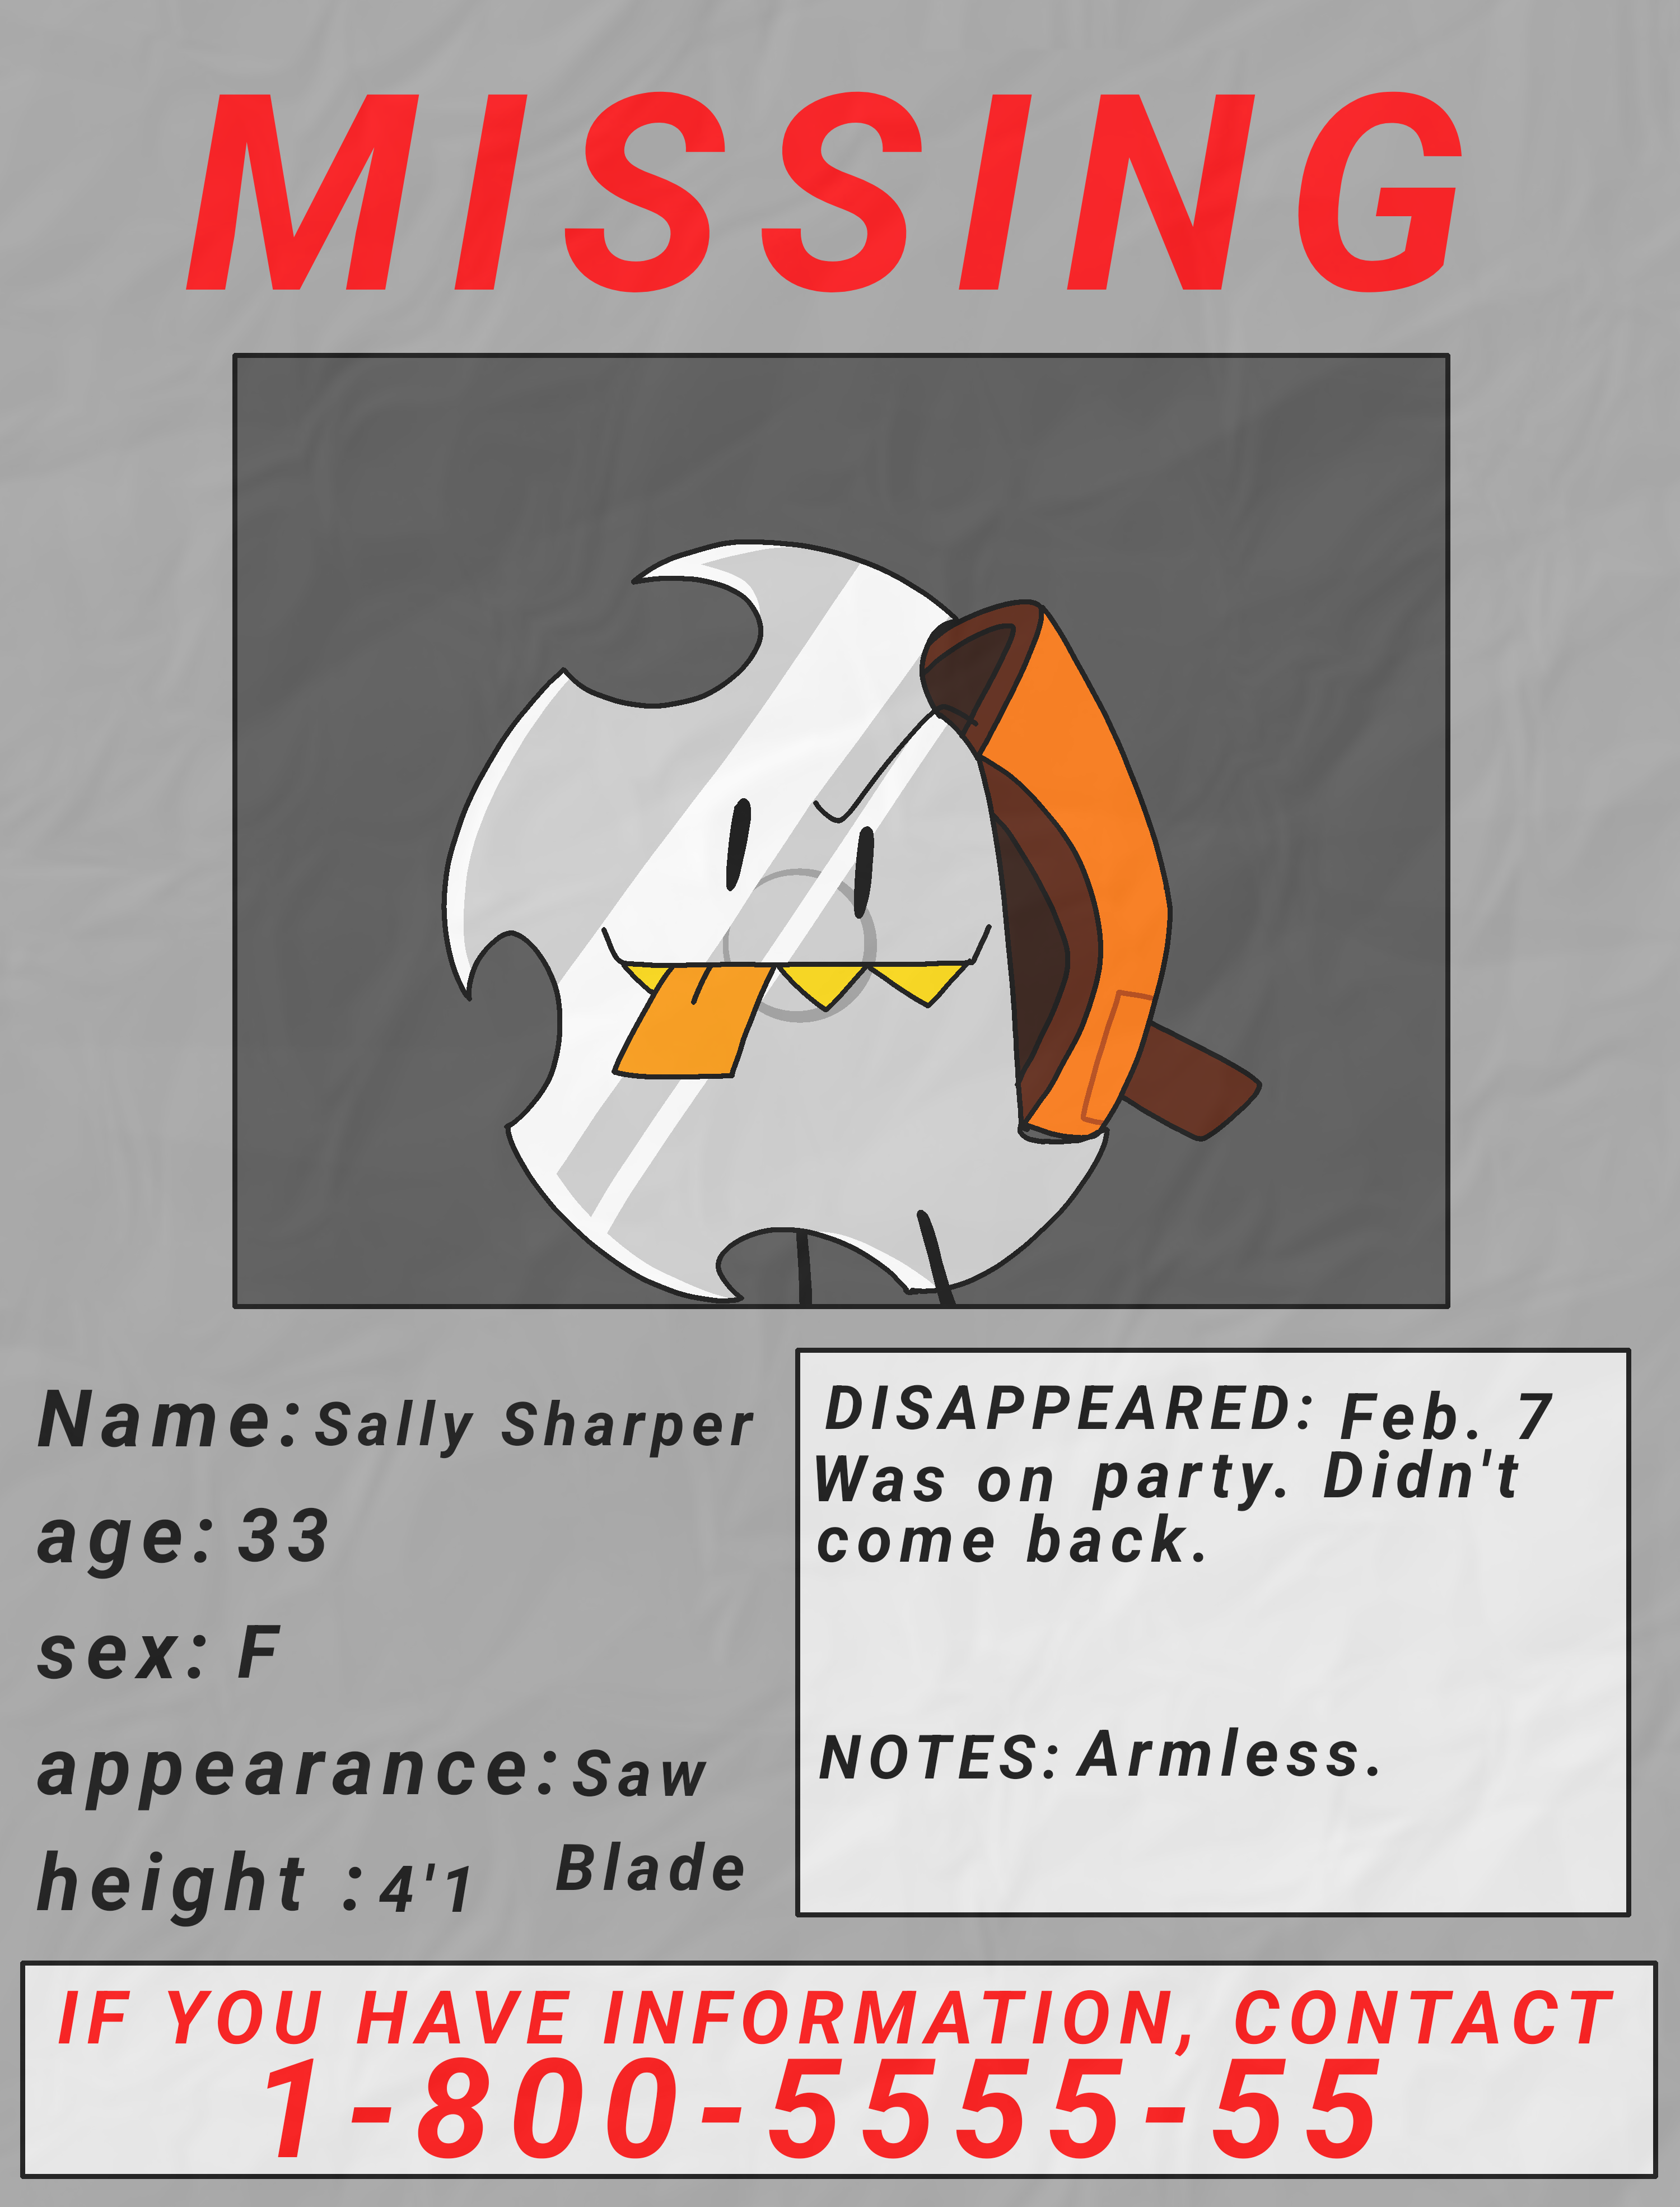 MISSING
Name: Sally Sharper
age: 33
sex: F
appearance: Saw
Blade
height : 4'1
DISAPPEARED: Feb. 7
Was on party. Didn't
come back.
NOTES: Armless.
IF YOU HAVE INFORMATION, CONTACT
1-800-5555-55